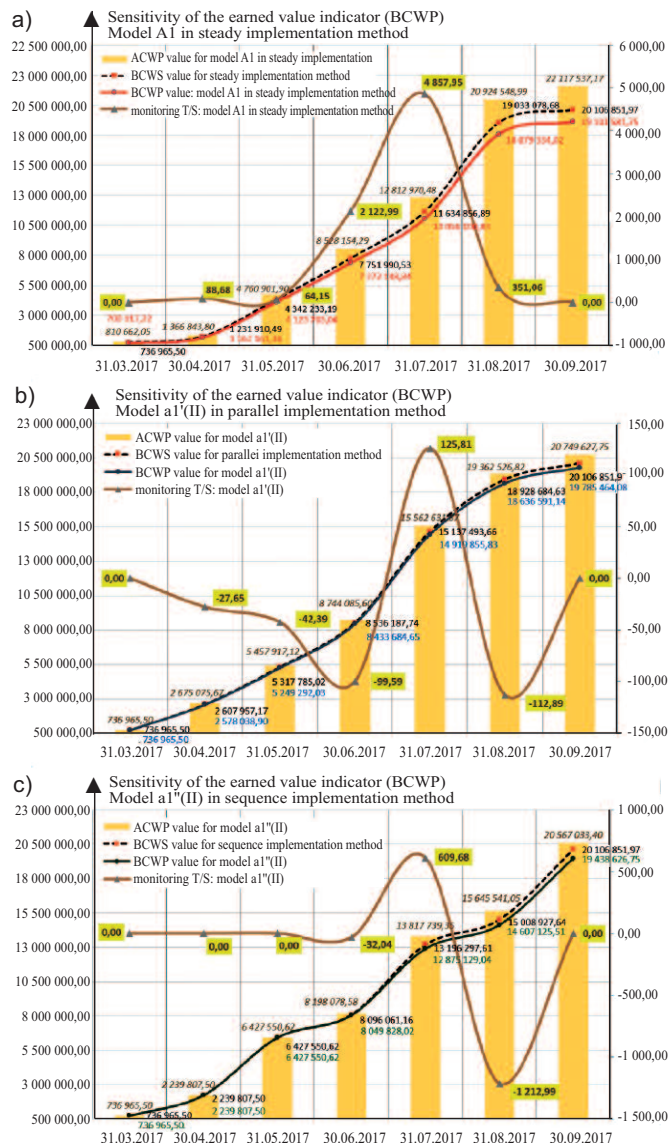 a)
Sensitivity of the earned value indicator (BCWP)
Model A1 in steady implementation method
22 500 000,00
20 500 000,00
18 000 000,00
15 500 000,00
13 000 000,00
10 500 000,00
8 000 000,00
5 500 000,00
3 000 000,00
500 000,00
6 000,00
5 000,00
4 000,00
3 000,00
2 000,00
1 000,00
0,00
-1 000,00
ACWP value for model A1 in steady implementation
BCWS value for steady implementation method
BCWP value: model A1 in steady implementation method
monitoring T/S: model A1 in steady implementation method
4 857,95
20 924 548,99
22 117 537,17
19 033 078,68
20 106 851,97
12 812 970,48
2 122,99
11 634 856,89
8 528 154,29
7 751 990,53
0,00
88,68
4 760 901,90
64,15
351,06
0,00
4 342 233,19
810 662,05
1 366 843,80
1 231 910,49
736 965,50
31.03.2017 30.04.2017 31.05.2017 30.06.2017 31.07.2017 31.08.2017 30.09.2017
b)
Sensitivity of the earned value indicator (BCWP)
Model a1'(II) in parallel implementation method
23 000 000,00
20 500 000,00
18 000 000,00
15 500 000,00
13 000 000,00
10 500 000,00
8 000 000,00
5 500 000,00
3 000 000,00
500 000,00
150,00
100,00
50,00
0,00
-50,00
-100,00
-150,00
ACWP value for model a1'(II)
BCWS value for parallel implementation method
BCWP value for model a1'(II)
monitoring T/S: model a1'(II)
125,81
20 749 627,75
19 362 526,82
20 106 851,97
19 785 464,08
18 928 684,63
18 636 591,14
15 137 493,66
14 919 855,83
0,00
-27,65
-42,39
8 744 085,60
8 536 187,74
8 433 684,65
0,00
5 457 917,12
5 317 785,02
5 249 292,03
-99,59
-112,89
2 675 075,67
2 607 957,17
2 578 038,90
736 965,50
736 965,50
736 965,50
31.03.2017 30.04.2017 31.05.2017 30.06.2017 31.07.2017 31.08.2017 30.09.2017
c)
Sensitivity of the earned value indicator (BCWP)
Model a1"(II) in sequence implementation method
23 000 000,00
20 500 000,00
18 000 000,00
15 500 000,00
13 000 000,00
10 500 000,00
8 000 000,00
5 500 000,00
3 000 000,00
500 000,00
1 000,00
500,00
0,00
-500,00
-1 000,00
-1 500,00
ACWP value for model a1"(II)
BCWS value for sequence implementation method
BCWP value for model a1"(II)
monitoring T/S: model a1"(II)
609,68
20 567 033,40
20 106 851,97
19 438 626,75
15 645 541,05
15 008 927,64
14 607 125,51
13 196 297,61
12 875 129,04
0,00
0,00
0,00
-32,04
0,00
8 198 078,58
8 096 061,16
8 049 828,02
6 427 550,62
6 427 550,62
6 427 550,62
2 239 807,50
2 239 807,50
2 239 807,50
-1 212,99
736 965,50
736 965,50
736 965,50
31.03.2017 30.04.2017 31.05.2017 30.06.2017 31.07.2017 31.08.2017 30.09.2017